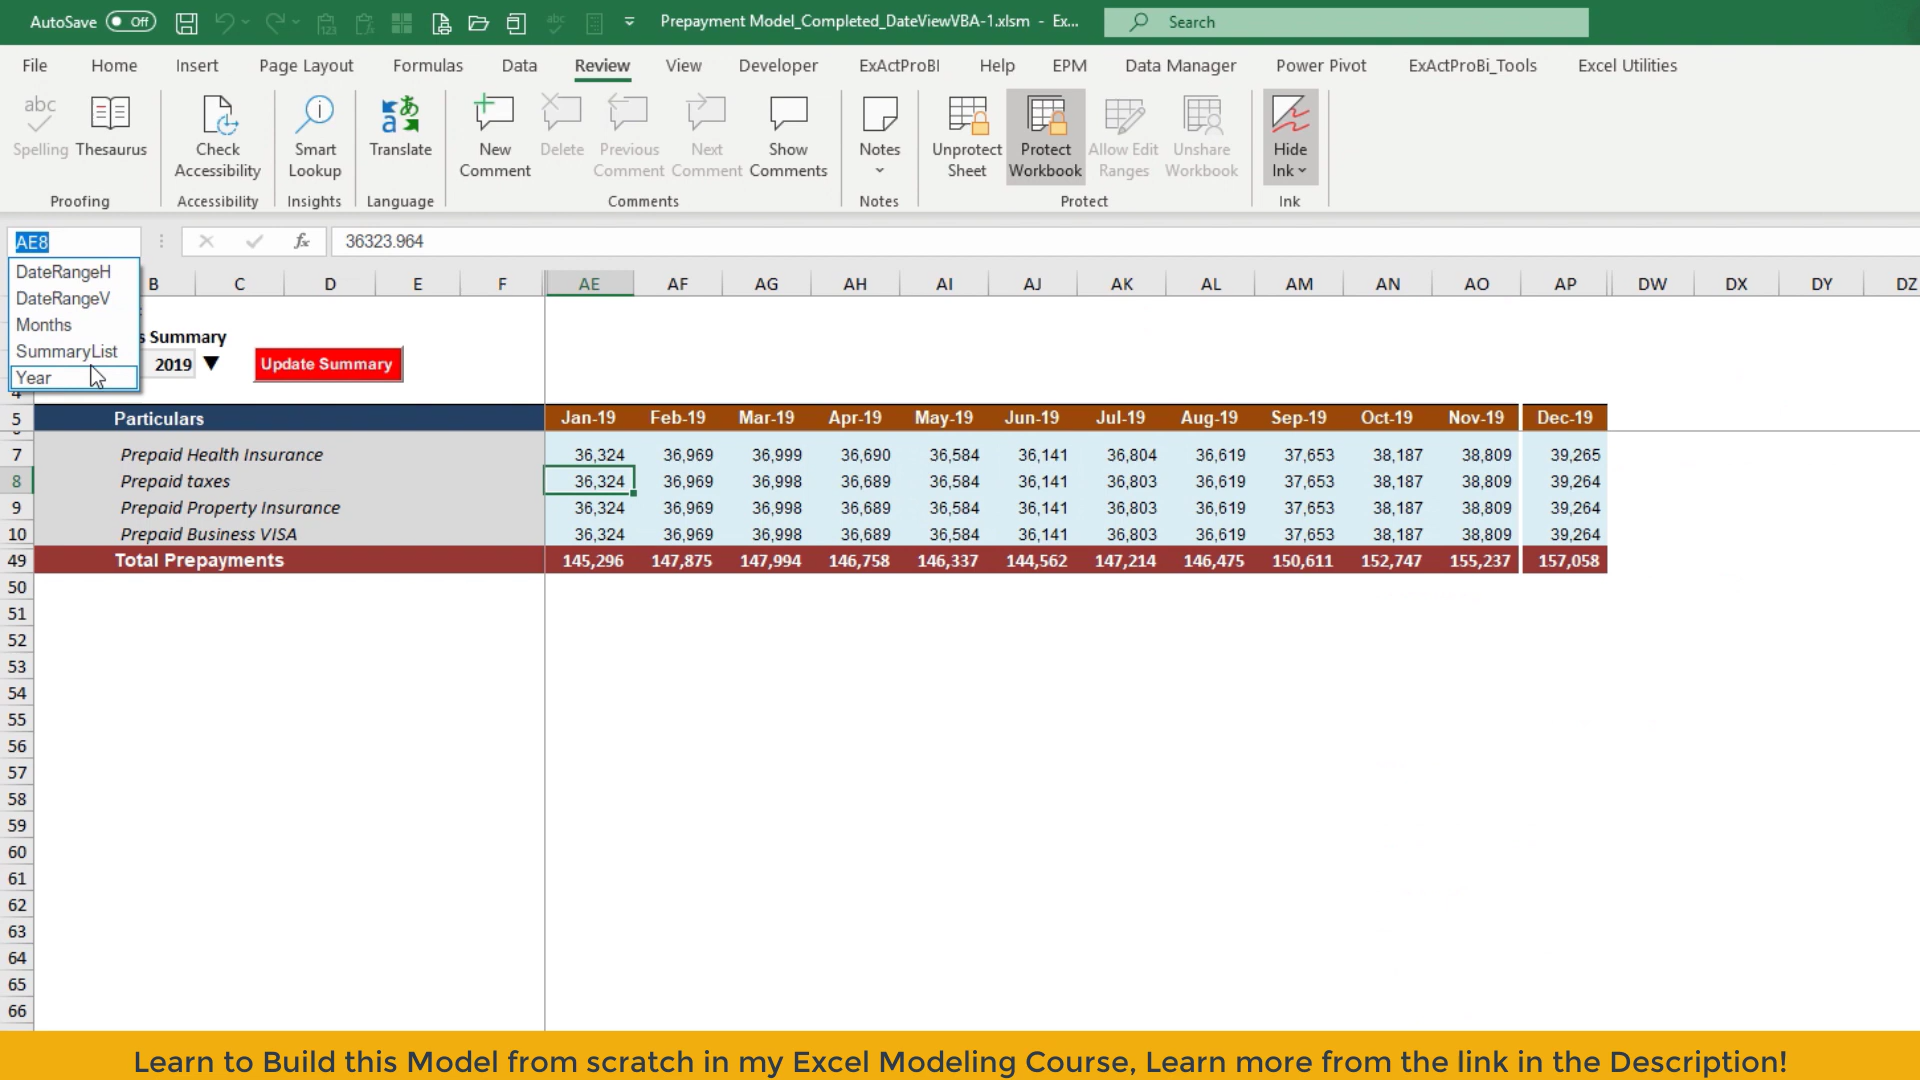 AutoSave Off Prepayment Model_Completed_DateViewVBA-1.xlsm - Ex... Search
File Home Insert Page Layout Formulas Data Review View Developer ExActProBI Help EPM Data Manager Power Pivot ExActProBi_Tools Excel Utilities
Spelling Thesaurus Check Accessibility Smart Lookup Translate New Comment Delete Previous Comment Next Comment Show Comments Notes Unprotect Sheet Protect Workbook Allow Edit Ranges Unshare Workbook Hide Ink
Proofing Accessibility Insights Language Comments Notes Protect Ink
AE8 fx 36323.964
DateRangeH
DateRangeV
Months
SummaryList
Year
B C D E F AE AF AG AH AI AJ AK AL AM AN AO AP DW DX DY DZ
s Summary
2019 Update Summary
4
5 Particulars Jan-19 Feb-19 Mar-19 Apr-19 May-19 Jun-19 Jul-19 Aug-19 Sep-19 Oct-19 Nov-19 Dec-19
7 Prepaid Health Insurance 36,324 36,969 36,999 36,690 36,584 36,141 36,804 36,619 37,653 38,187 38,809 39,265
8 Prepaid taxes 36,324 36,969 36,998 36,689 36,584 36,141 36,803 36,619 37,653 38,187 38,809 39,264
9 Prepaid Property Insurance 36,324 36,969 36,998 36,689 36,584 36,141 36,803 36,619 37,653 38,187 38,809 39,264
10 Prepaid Business VISA 36,324 36,969 36,998 36,689 36,584 36,141 36,803 36,619 37,653 38,187 38,809 39,264
49 Total Prepayments 145,296 147,875 147,994 146,758 146,337 144,562 147,214 146,475 150,611 152,747 155,237 157,058
50
51
52
53
54
55
56
57
58
59
60
61
62
63
64
65
66
Learn to Build this Model from scratch in my Excel Modeling Course, Learn more from the link in the Description!